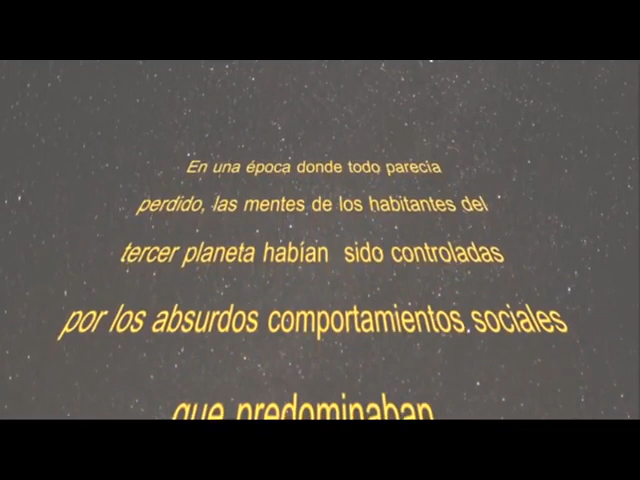 En una época donde todo parecia
perdido, las mentes de los habitantes del
tercer planeta habían sido controladas
por los absurdos comportamientos sociales
que predominaban